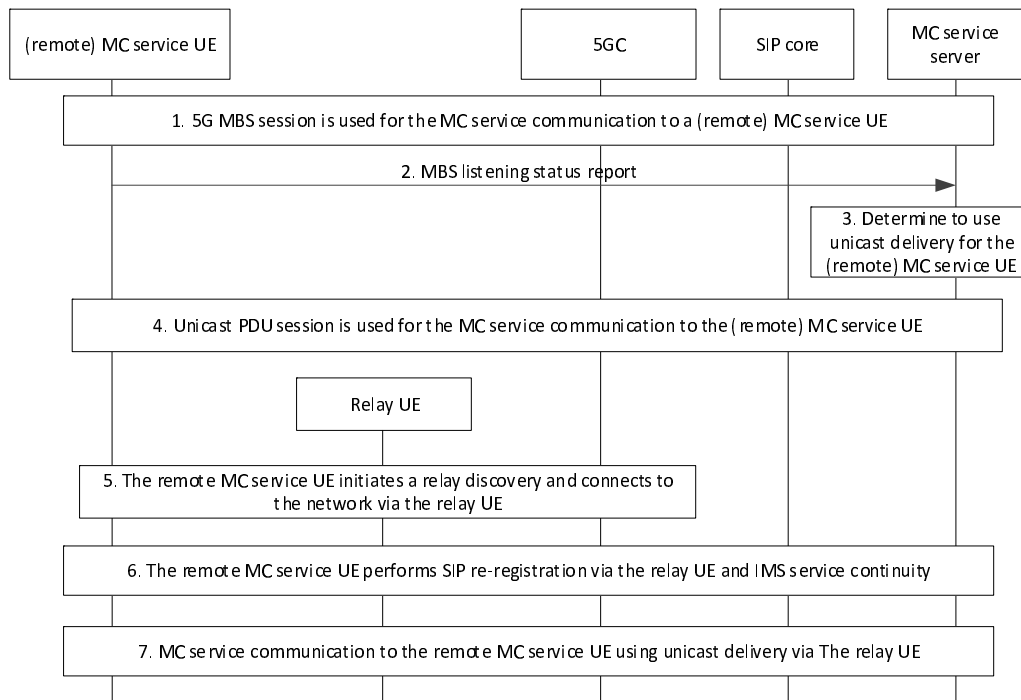 (remote) MC service UE
5GC
SIP core
MC service
server
1. 5G MBS session is used for the MC service communication to a (remote) MC service UE
2. MBS listening status report
3. Determine to use
unicast delivery for the
(remote) MC service UE
4. Unicast PDU session is used for the MC service communication to the (remote) MC service UE
Relay UE
5. The remote MC service UE initiates a relay discovery and connects to
the network via the relay UE
6. The remote MC service UE performs SIP re-registration via the relay UE and IMS service continuity
7. MC service communication to the remote MC service UE using unicast delivery via The relay UE